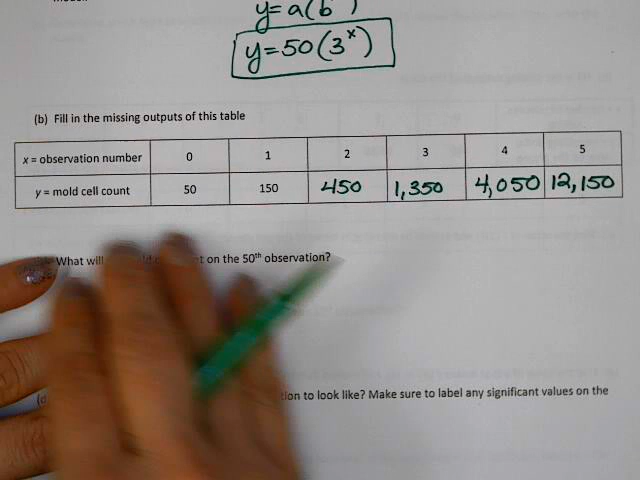 y=a(b )
y=50(3ˣ)
(b) Fill in the missing outputs of this table
x = observation number 0 1 2 3 4 5
y = mold cell count 50 150 450 1,350 4,050 12,150
What will on the 50ᵗʰ observation?
to look like? Make sure to label any significant values on the